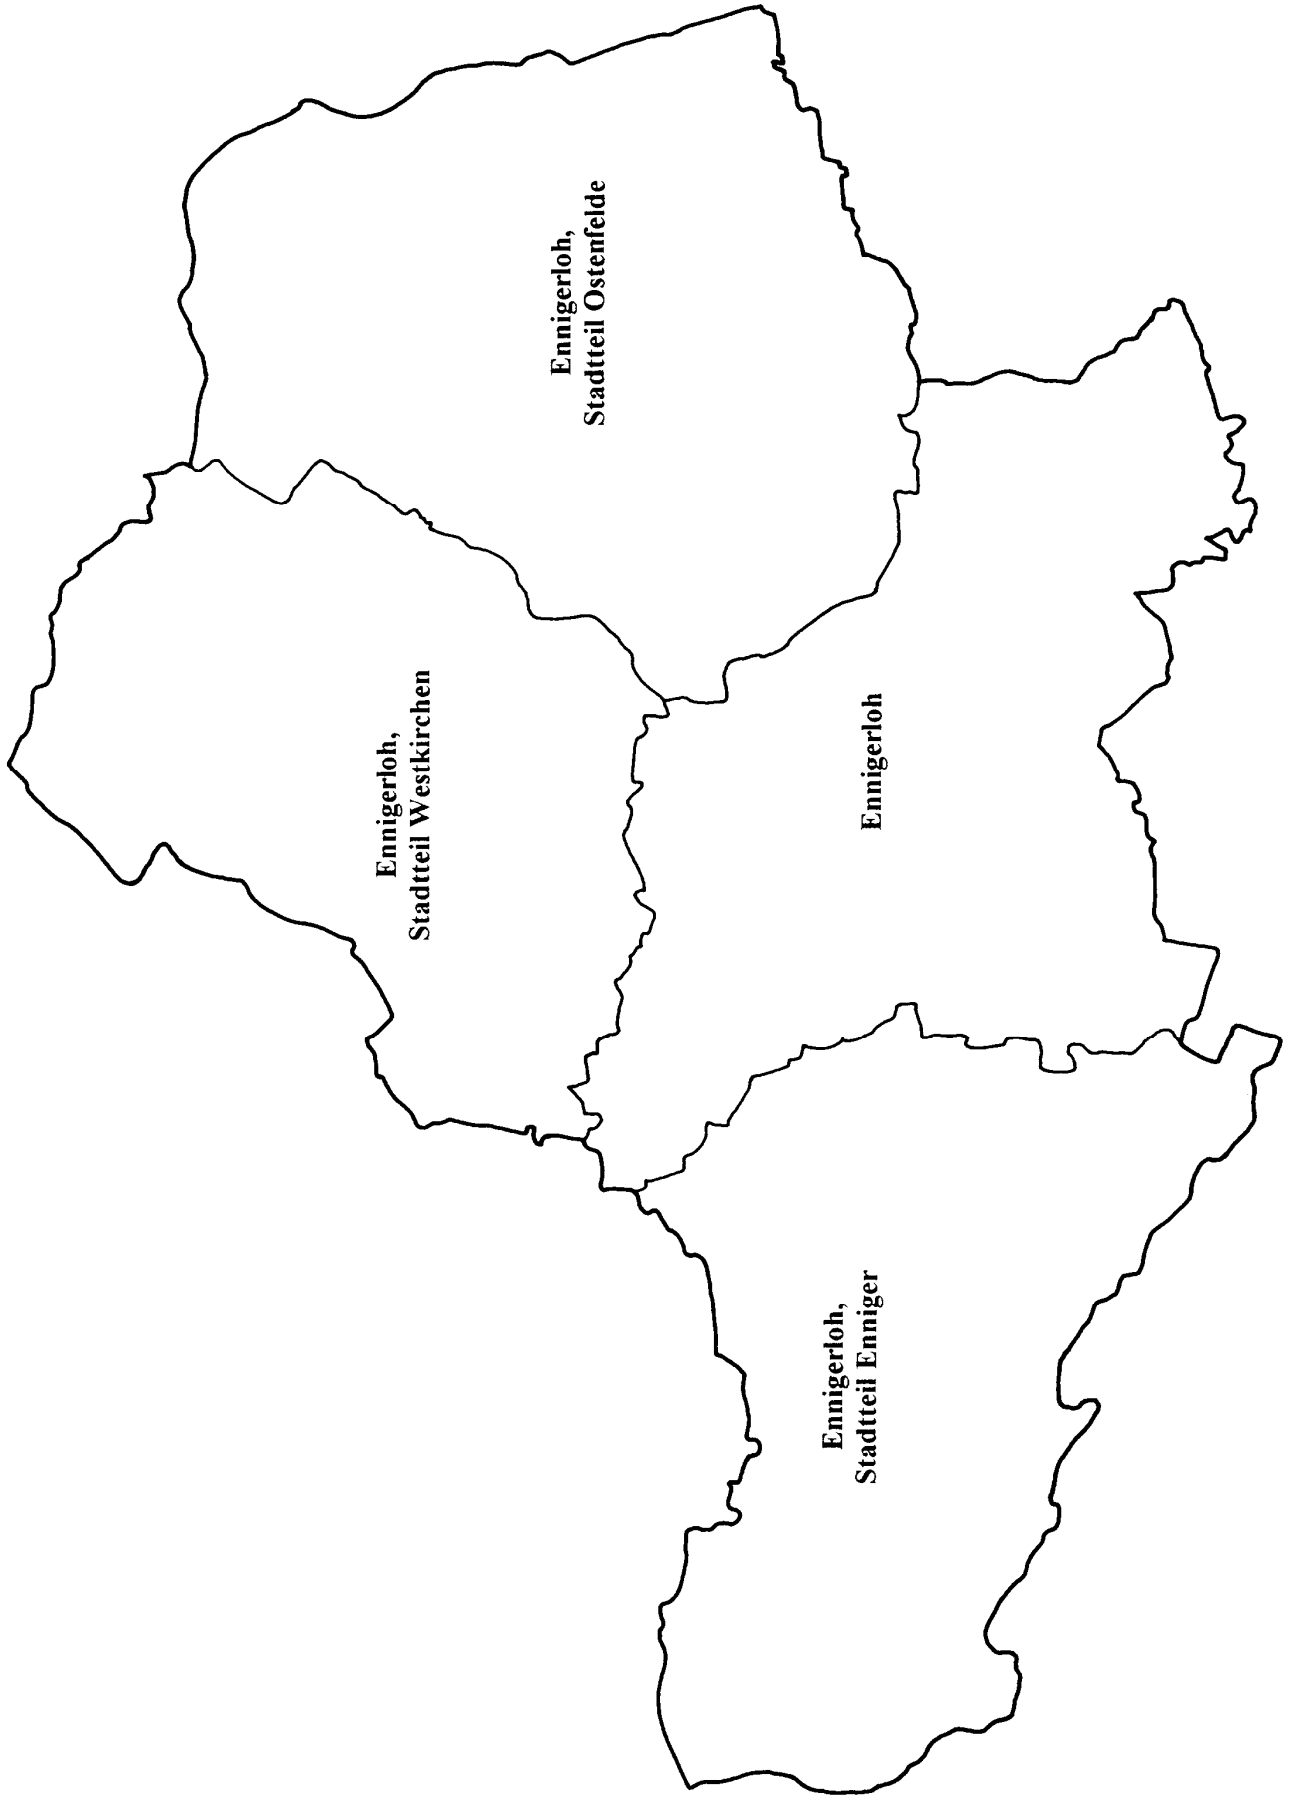 Ennigerloh,
Stadtteil Westkirchen
Ennigerloh,
Stadtteil Ostenfelde
Ennigerloh,
Stadtteil Enniger
Ennigerloh